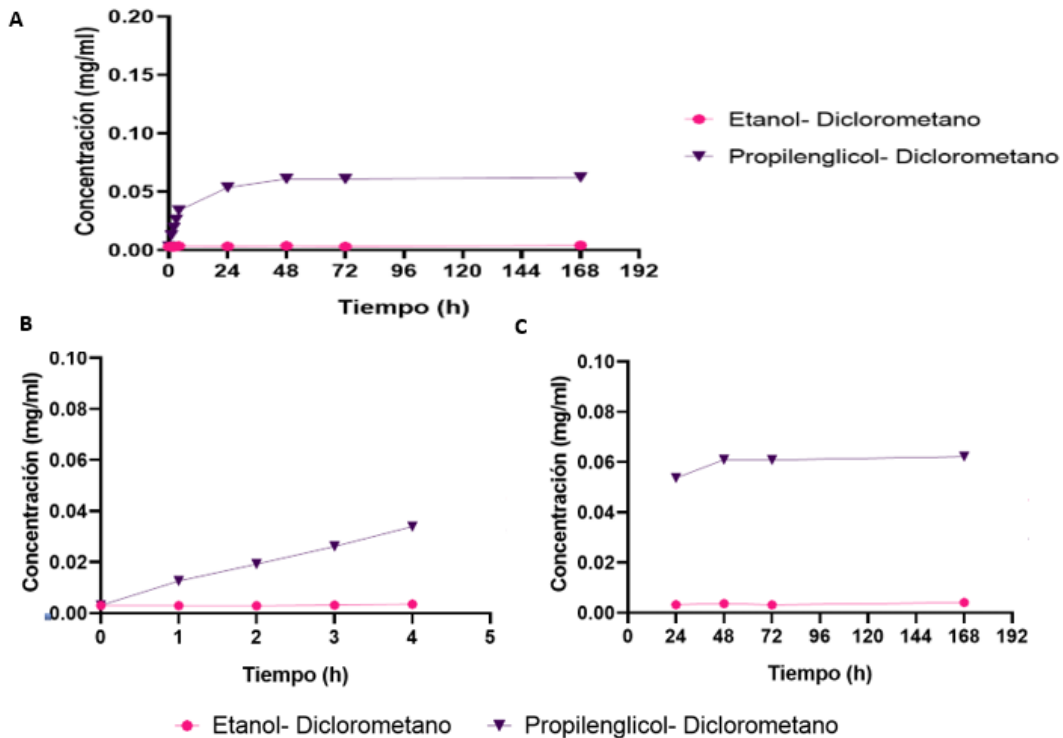 A
0.20
0.15
0.10
0.05
0.00
Concentración (mg/ml)
0 24 48 72 96 120 144 168 192
Tiempo (h)
Etanol- Diclorometano
Propilenglicol- Diclorometano
B
0.10
0.08
0.06
0.04
0.02
0.00
Concentración (mg/ml)
0 1 2 3 4 5
Tiempo (h)
C
0.10
0.08
0.06
0.04
0.02
0.00
Concentración (mg/ml)
0 24 48 72 96 120 144 168 192
Tiempo (h)
Etanol- Diclorometano Propilenglicol- Diclorometano